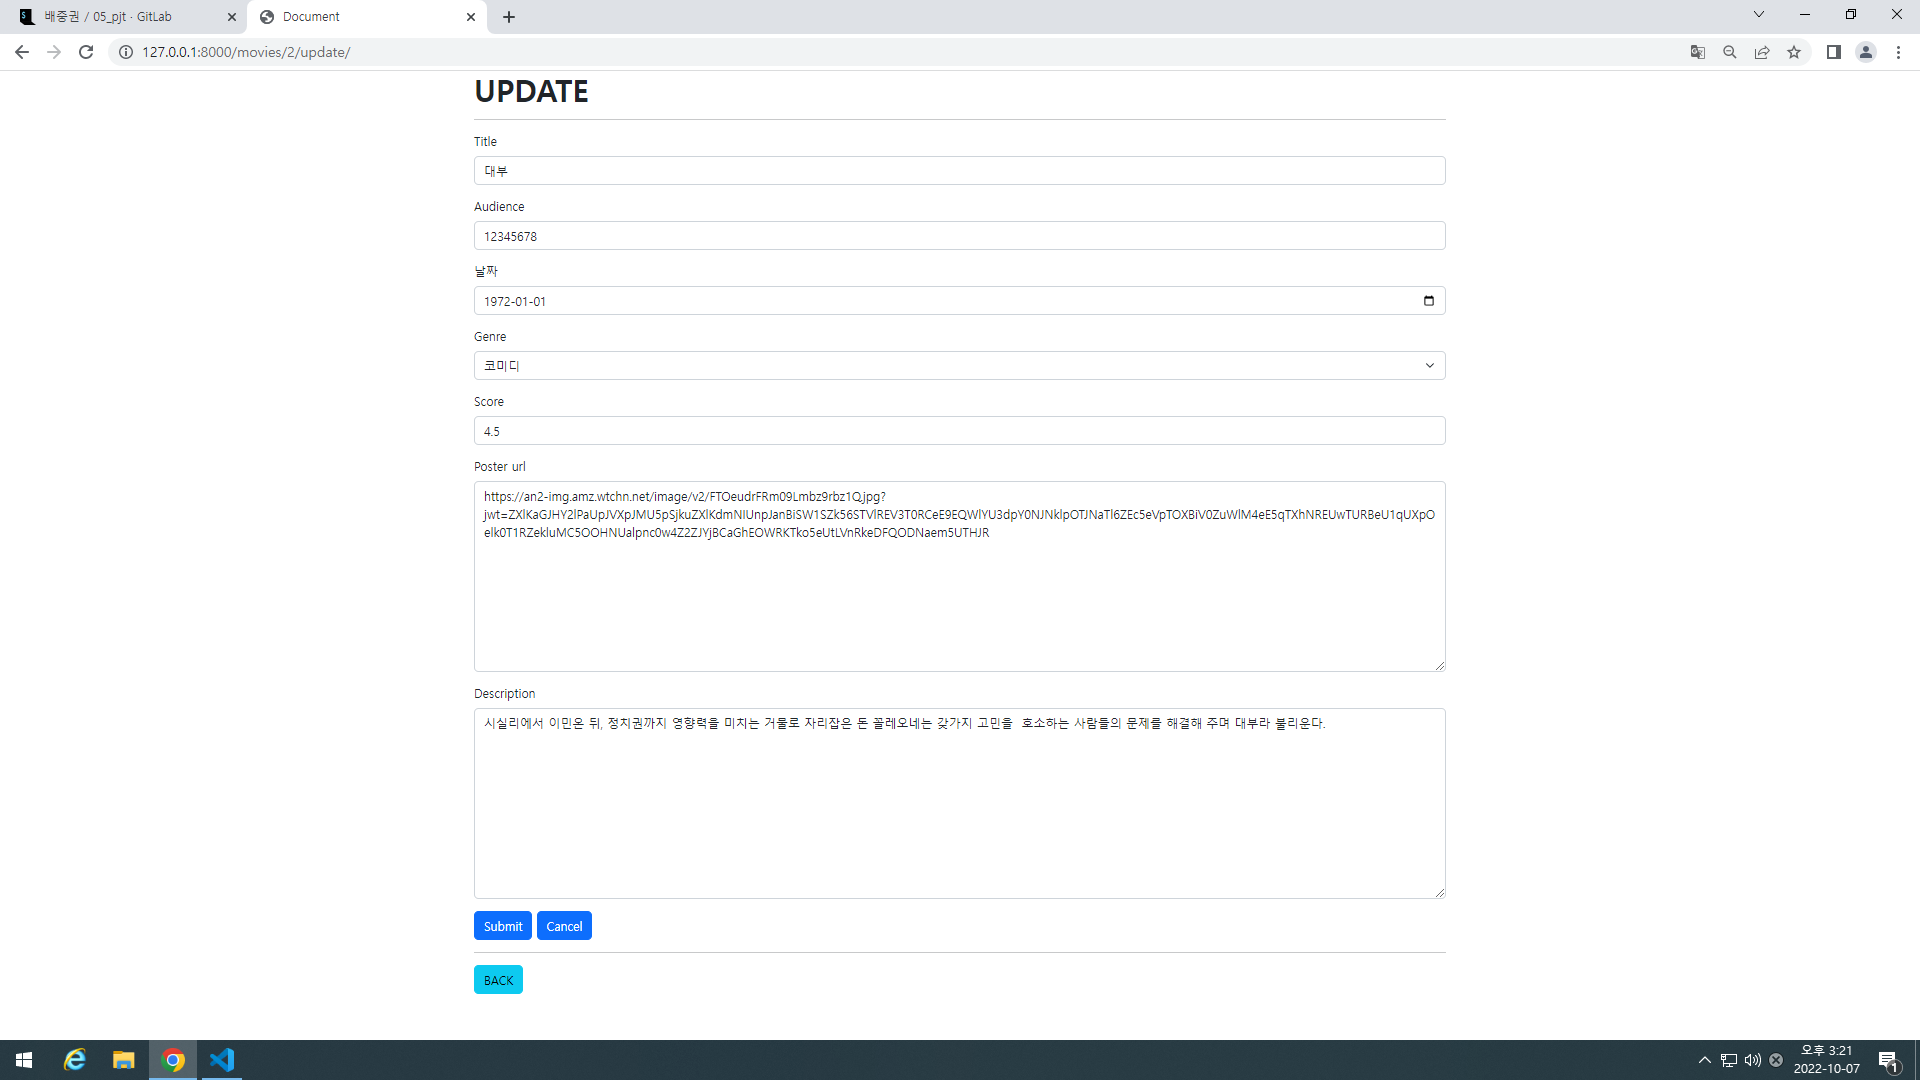 배중권 / 05_pjt · GitLab
Document
127.0.0.1:8000/movies/2/update/
UPDATE
Title
대부
Audience
12345678
날짜
1972-01-01
Genre
코미디
Score
4.5
Poster url
https://an2-img.amz.wtchn.net/image/v2/FTOeudrFRm09Lmbz9rbz1Q.jpg?
Description
시실리에서 이민온 뒤, 정치권까지 영향력을 미치는 거물로 자리잡은 돈 꼴레오네는 갖가지 고민을  호소하는 사람들의 문제를 해결해 주며 대부라 불리운다.
Submit
Cancel
BACK
오후 3:21
2022-10-07
1